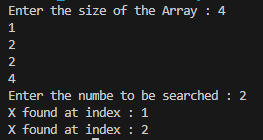 Enter the size of the Array : 4
1
2
2
4
Enter the numbe to be searched : 2
X found at index : 1
X found at index : 2